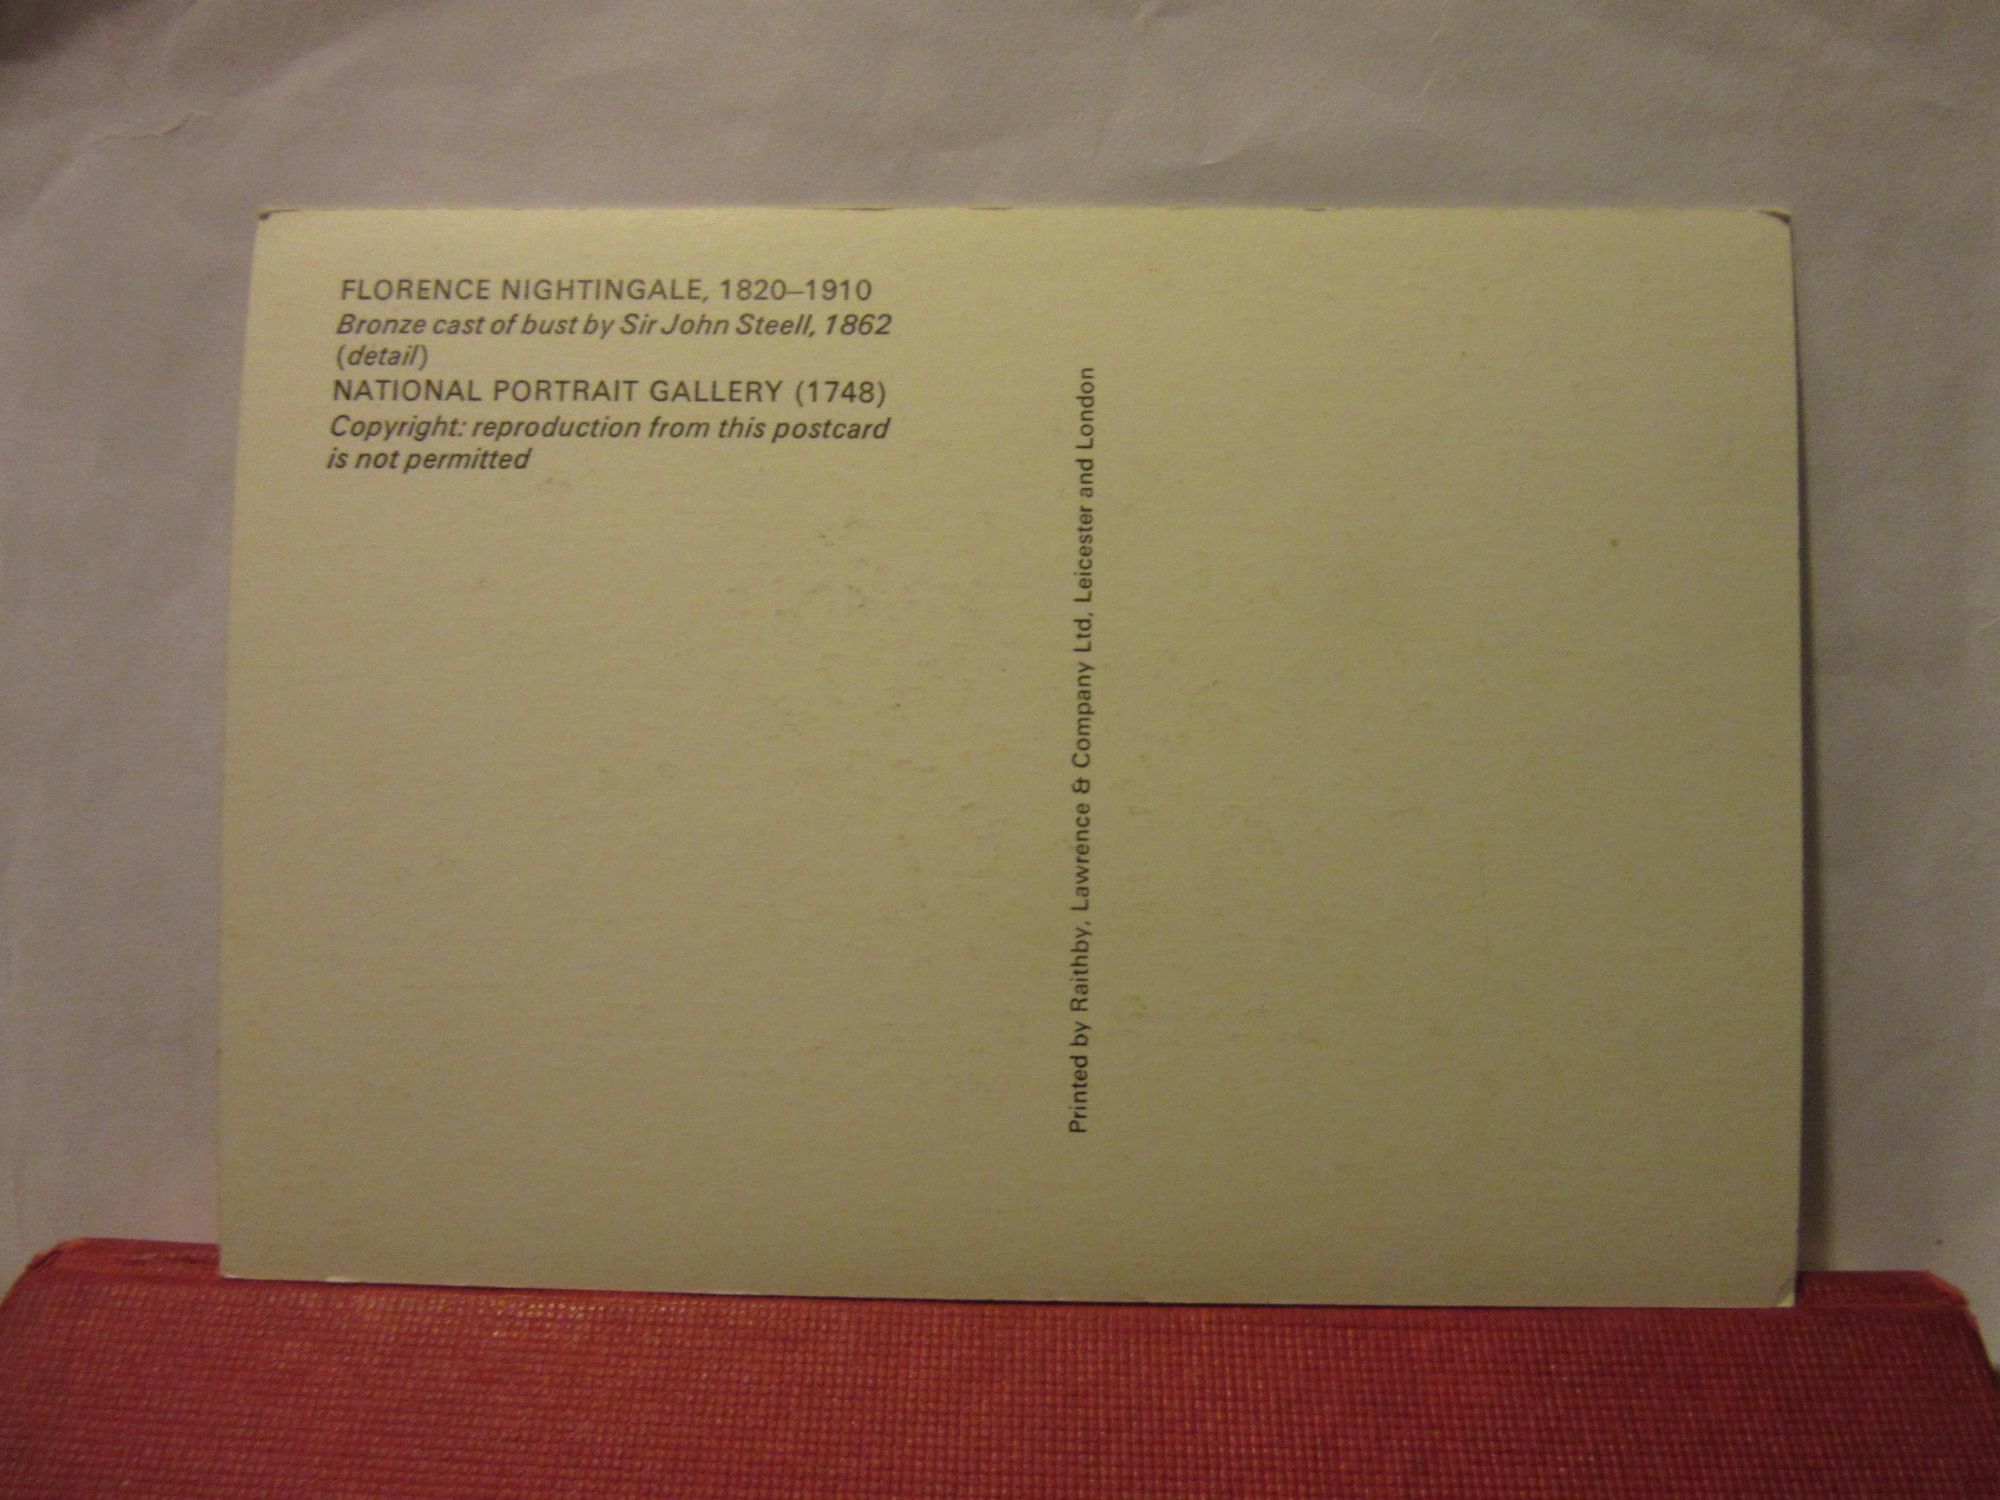 FLORENCE NIGHTINGALE, 1820–1910
Bronze cast of bust by Sir John Steell, 1862
(detail)
NATIONAL PORTRAIT GALLERY (1748)
Copyright: reproduction from this postcard
is not permitted
Printed by Raithby, Lawrence & Company Ltd, Leicester and London